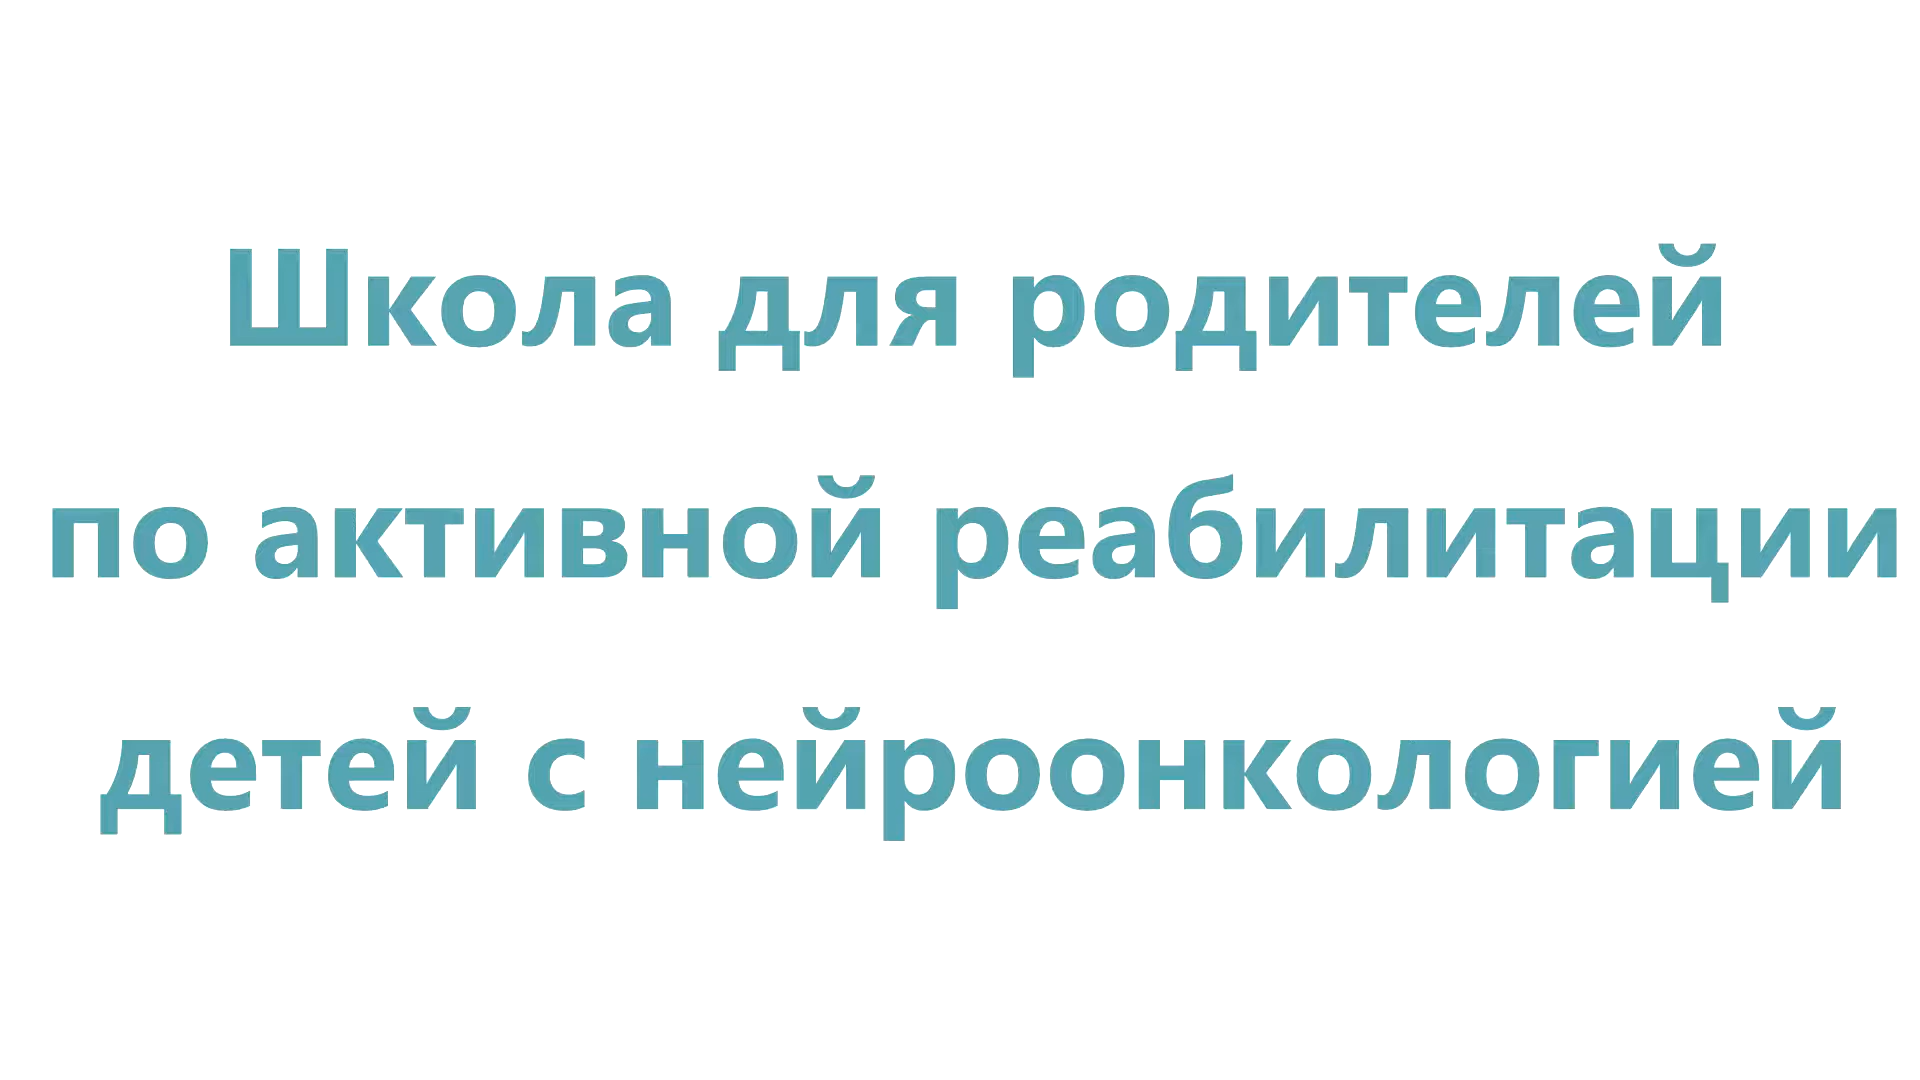 Школа для родителей
по активной реабилитации
детей с нейроонкологией